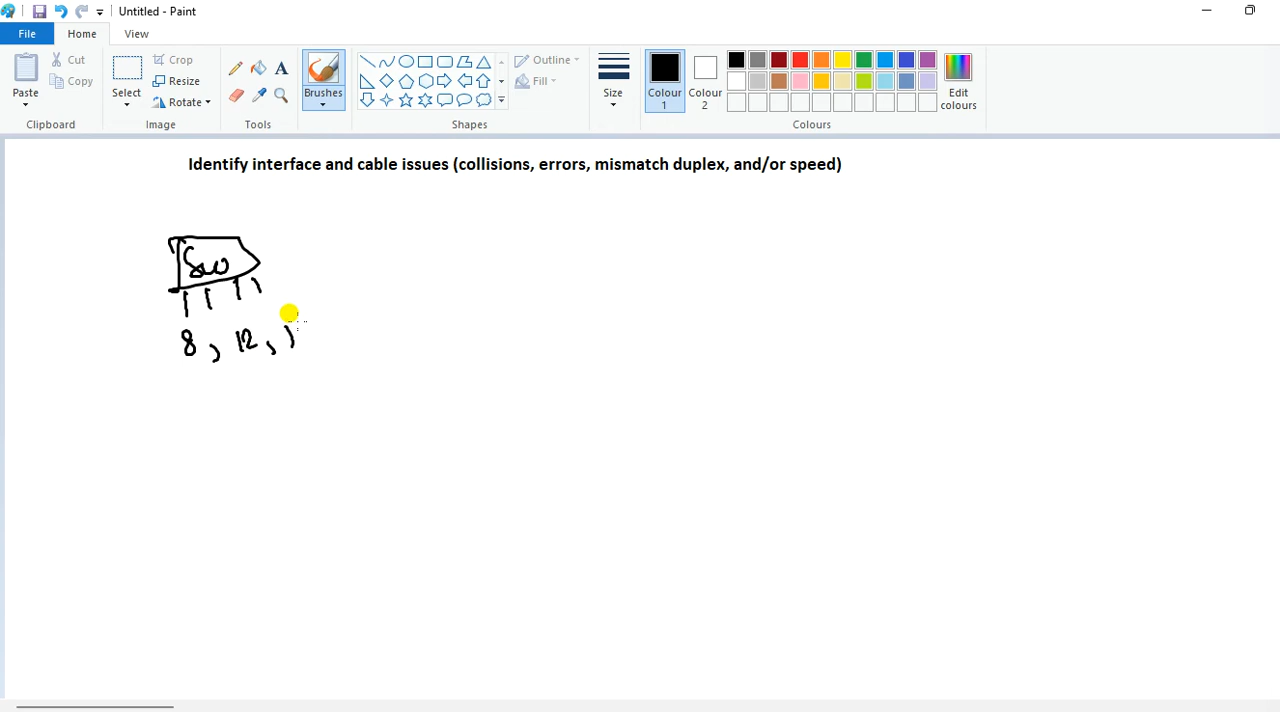 Untitled - Paint
File Home View
Paste Cut Copy Clipboard
Select Crop Resize Rotate Image
A Tools
Brushes
Shapes
Outline Fill
Size
Colour 1 Colour 2
Edit colours
Colours
Identify interface and cable issues (collisions, errors, mismatch duplex, and/or speed)
Sw
8, 12, 1